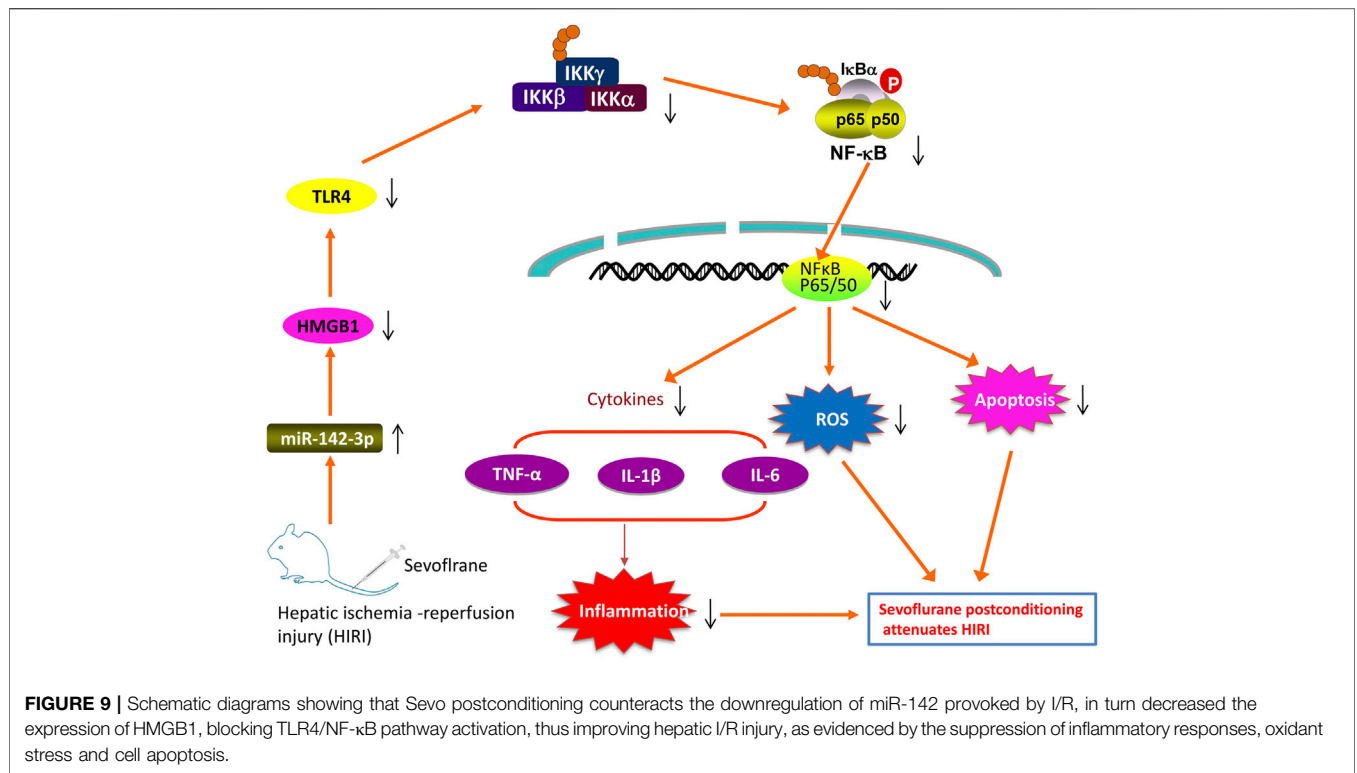 IKKγ
IKKβ IKKα ↓
IκBα
P
p65 p50
NF-κB ↓
TLR4 ↓
NFκB
P65/50 ↓
HMGB1 ↓
Cytokines ↓
ROS ↓
Apoptosis ↓
miR-142-3p ↑
TNF-α IL-1β IL-6
Sevoflrane
Hepatic ischemia -reperfusion
injury (HIRI)
Inflammation ↓
Sevoflurane postconditioning
attenuates HIRI
FIGURE 9 | Schematic diagrams showing that Sevo postconditioning counteracts the downregulation of miR-142 provoked by I/R, in turn decreased the
expression of HMGB1, blocking TLR4/NF-κB pathway activation, thus improving hepatic I/R injury, as evidenced by the suppression of inflammatory responses, oxidant
stress and cell apoptosis.